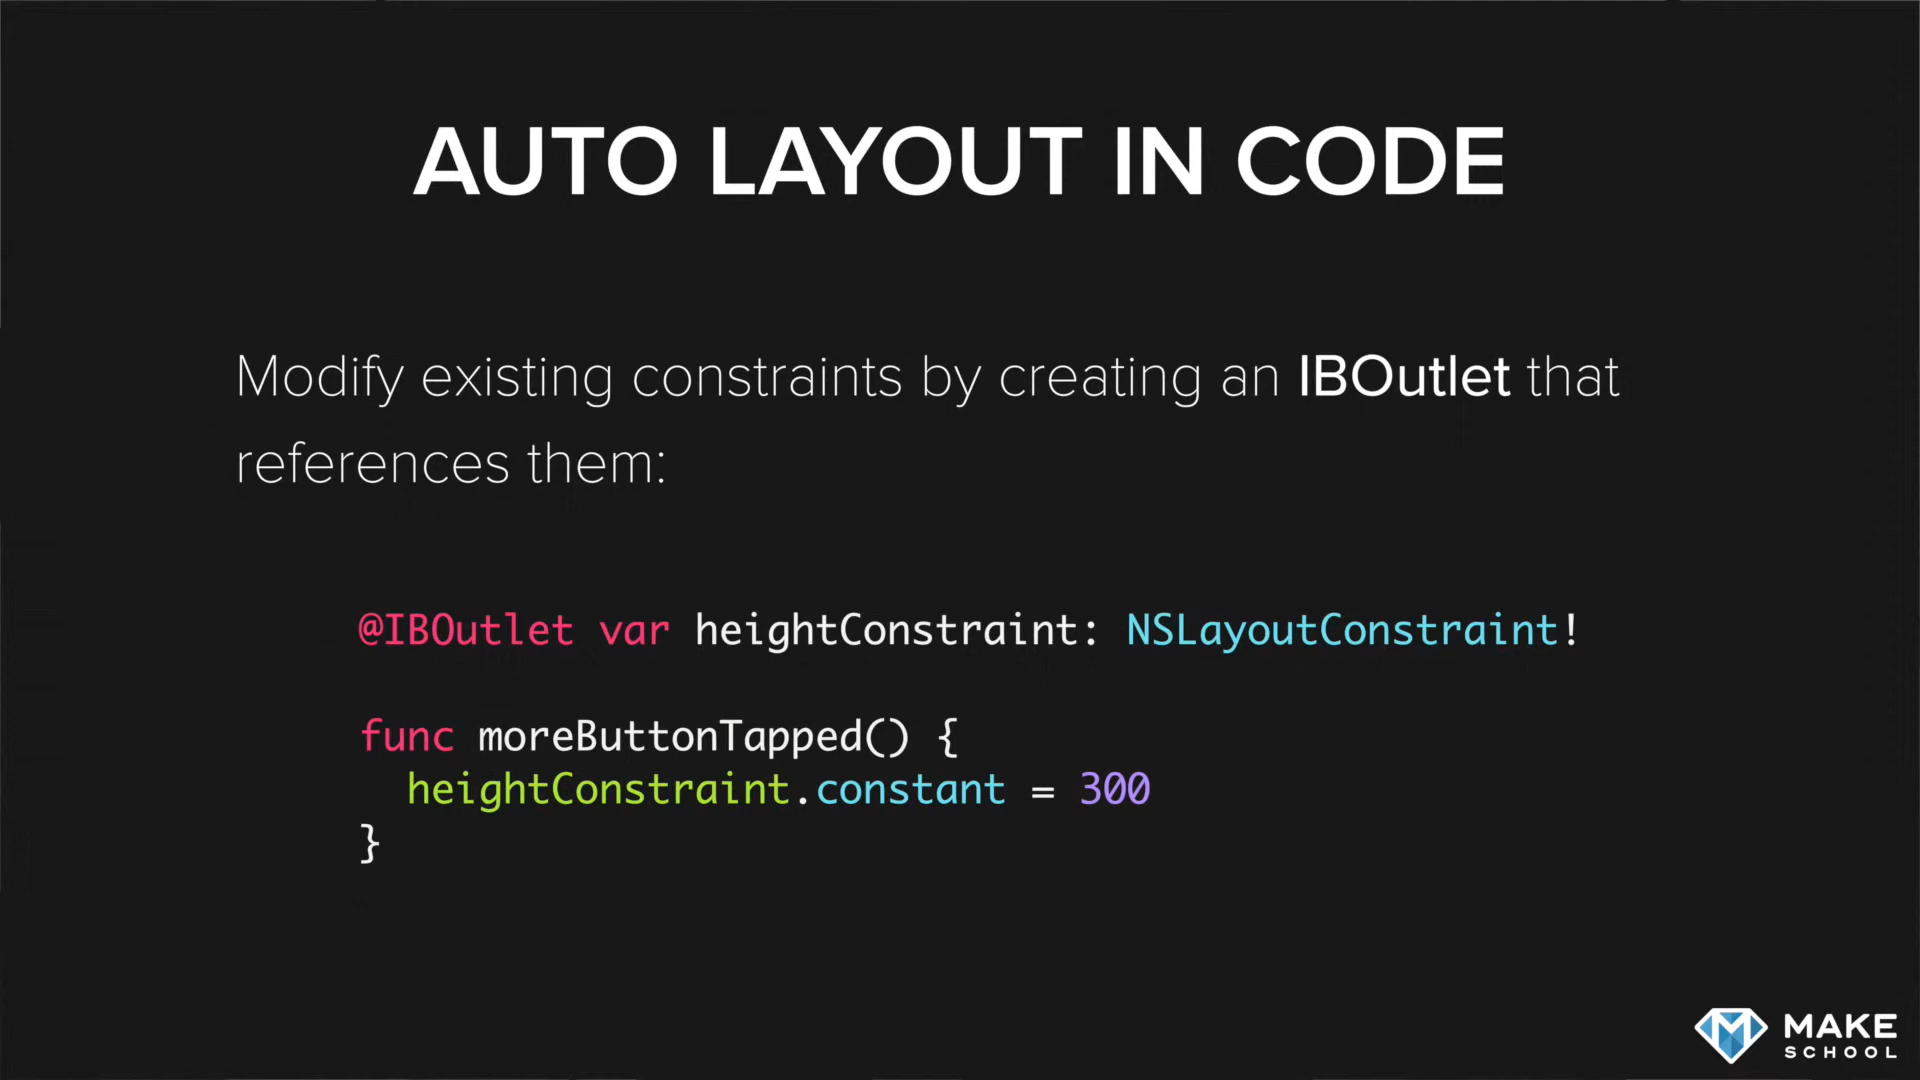 AUTO LAYOUT IN CODE
Modify existing constraints by creating an IBOutlet that
references them:
@IBOutlet var heightConstraint: NSLayoutConstraint!
func moreButtonTapped() {
  heightConstraint.constant = 300
}
MAKE
SCHOOL